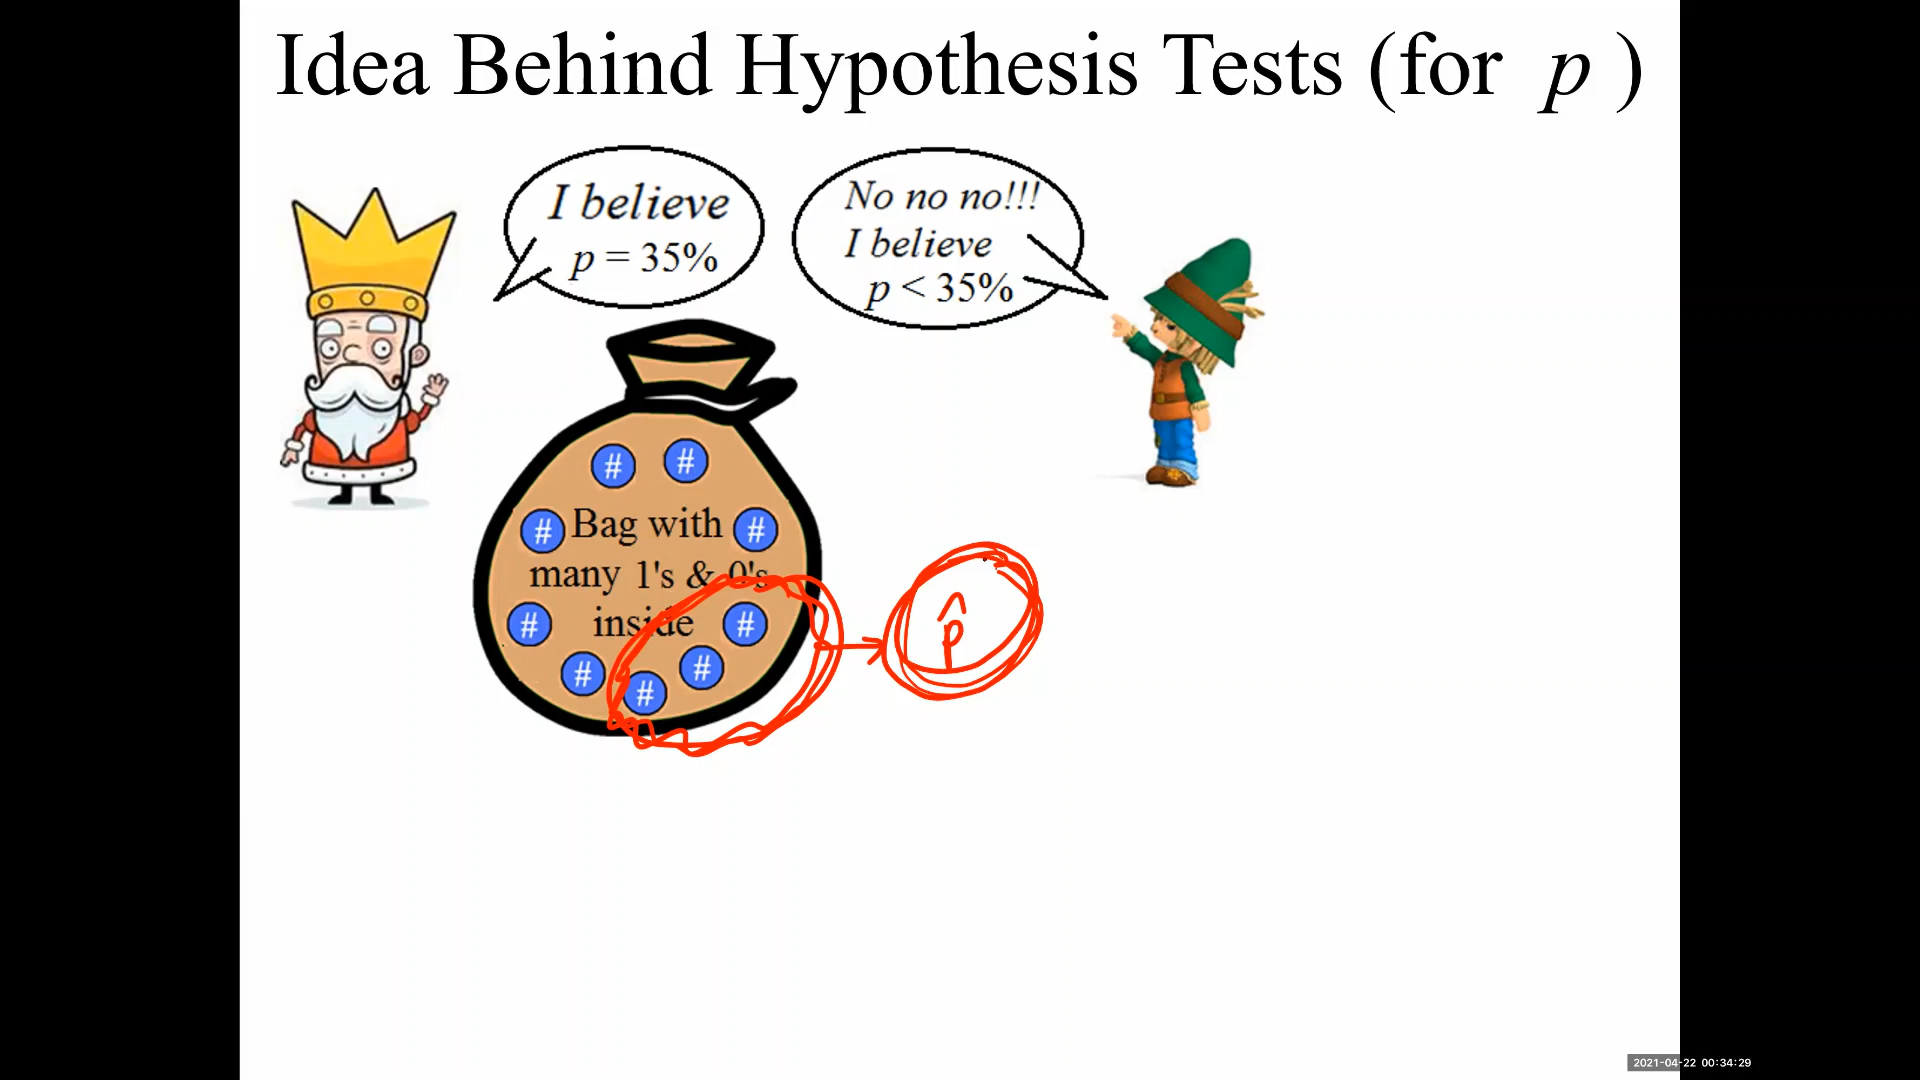 Idea Behind Hypothesis Tests (for p )
I believe
p = 35%
No no no!!!
I believe
p < 35%
# #
# Bag with #
many 1's & 0's
inside
# #
# #
#
p̂
2021-04-22 00:34:29